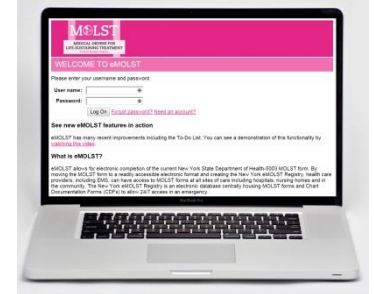 MOLST
MEDICAL ORDERS FOR
LIFE-SUSTAINING TREATMENT
WELCOME TO eMOLST
Please enter your username and password.
User name:
Password:
Log On Forgot password? Need an account?
See new eMOLST features in action
eMOLST has many recent improvements including the To-Do List. You can see a demonstration of this functionality by
watching this video.
What is eMOLST?
eMOLST allows for electronic completion of the current New York State Department of Health-5003 MOLST form. By
moving the MOLST form to a readily accessible electronic format and creating the New York eMOLST Registry, health care
providers, including EMS, can have access to MOLST forms at all sites of care including hospitals, nursing homes and in
the community. The New York eMOLST Registry is an electronic database centrally housing MOLST forms and Chart
Documentation Forms (CDFs) to allow 24/7 access in an emergency.
MacBook Pro